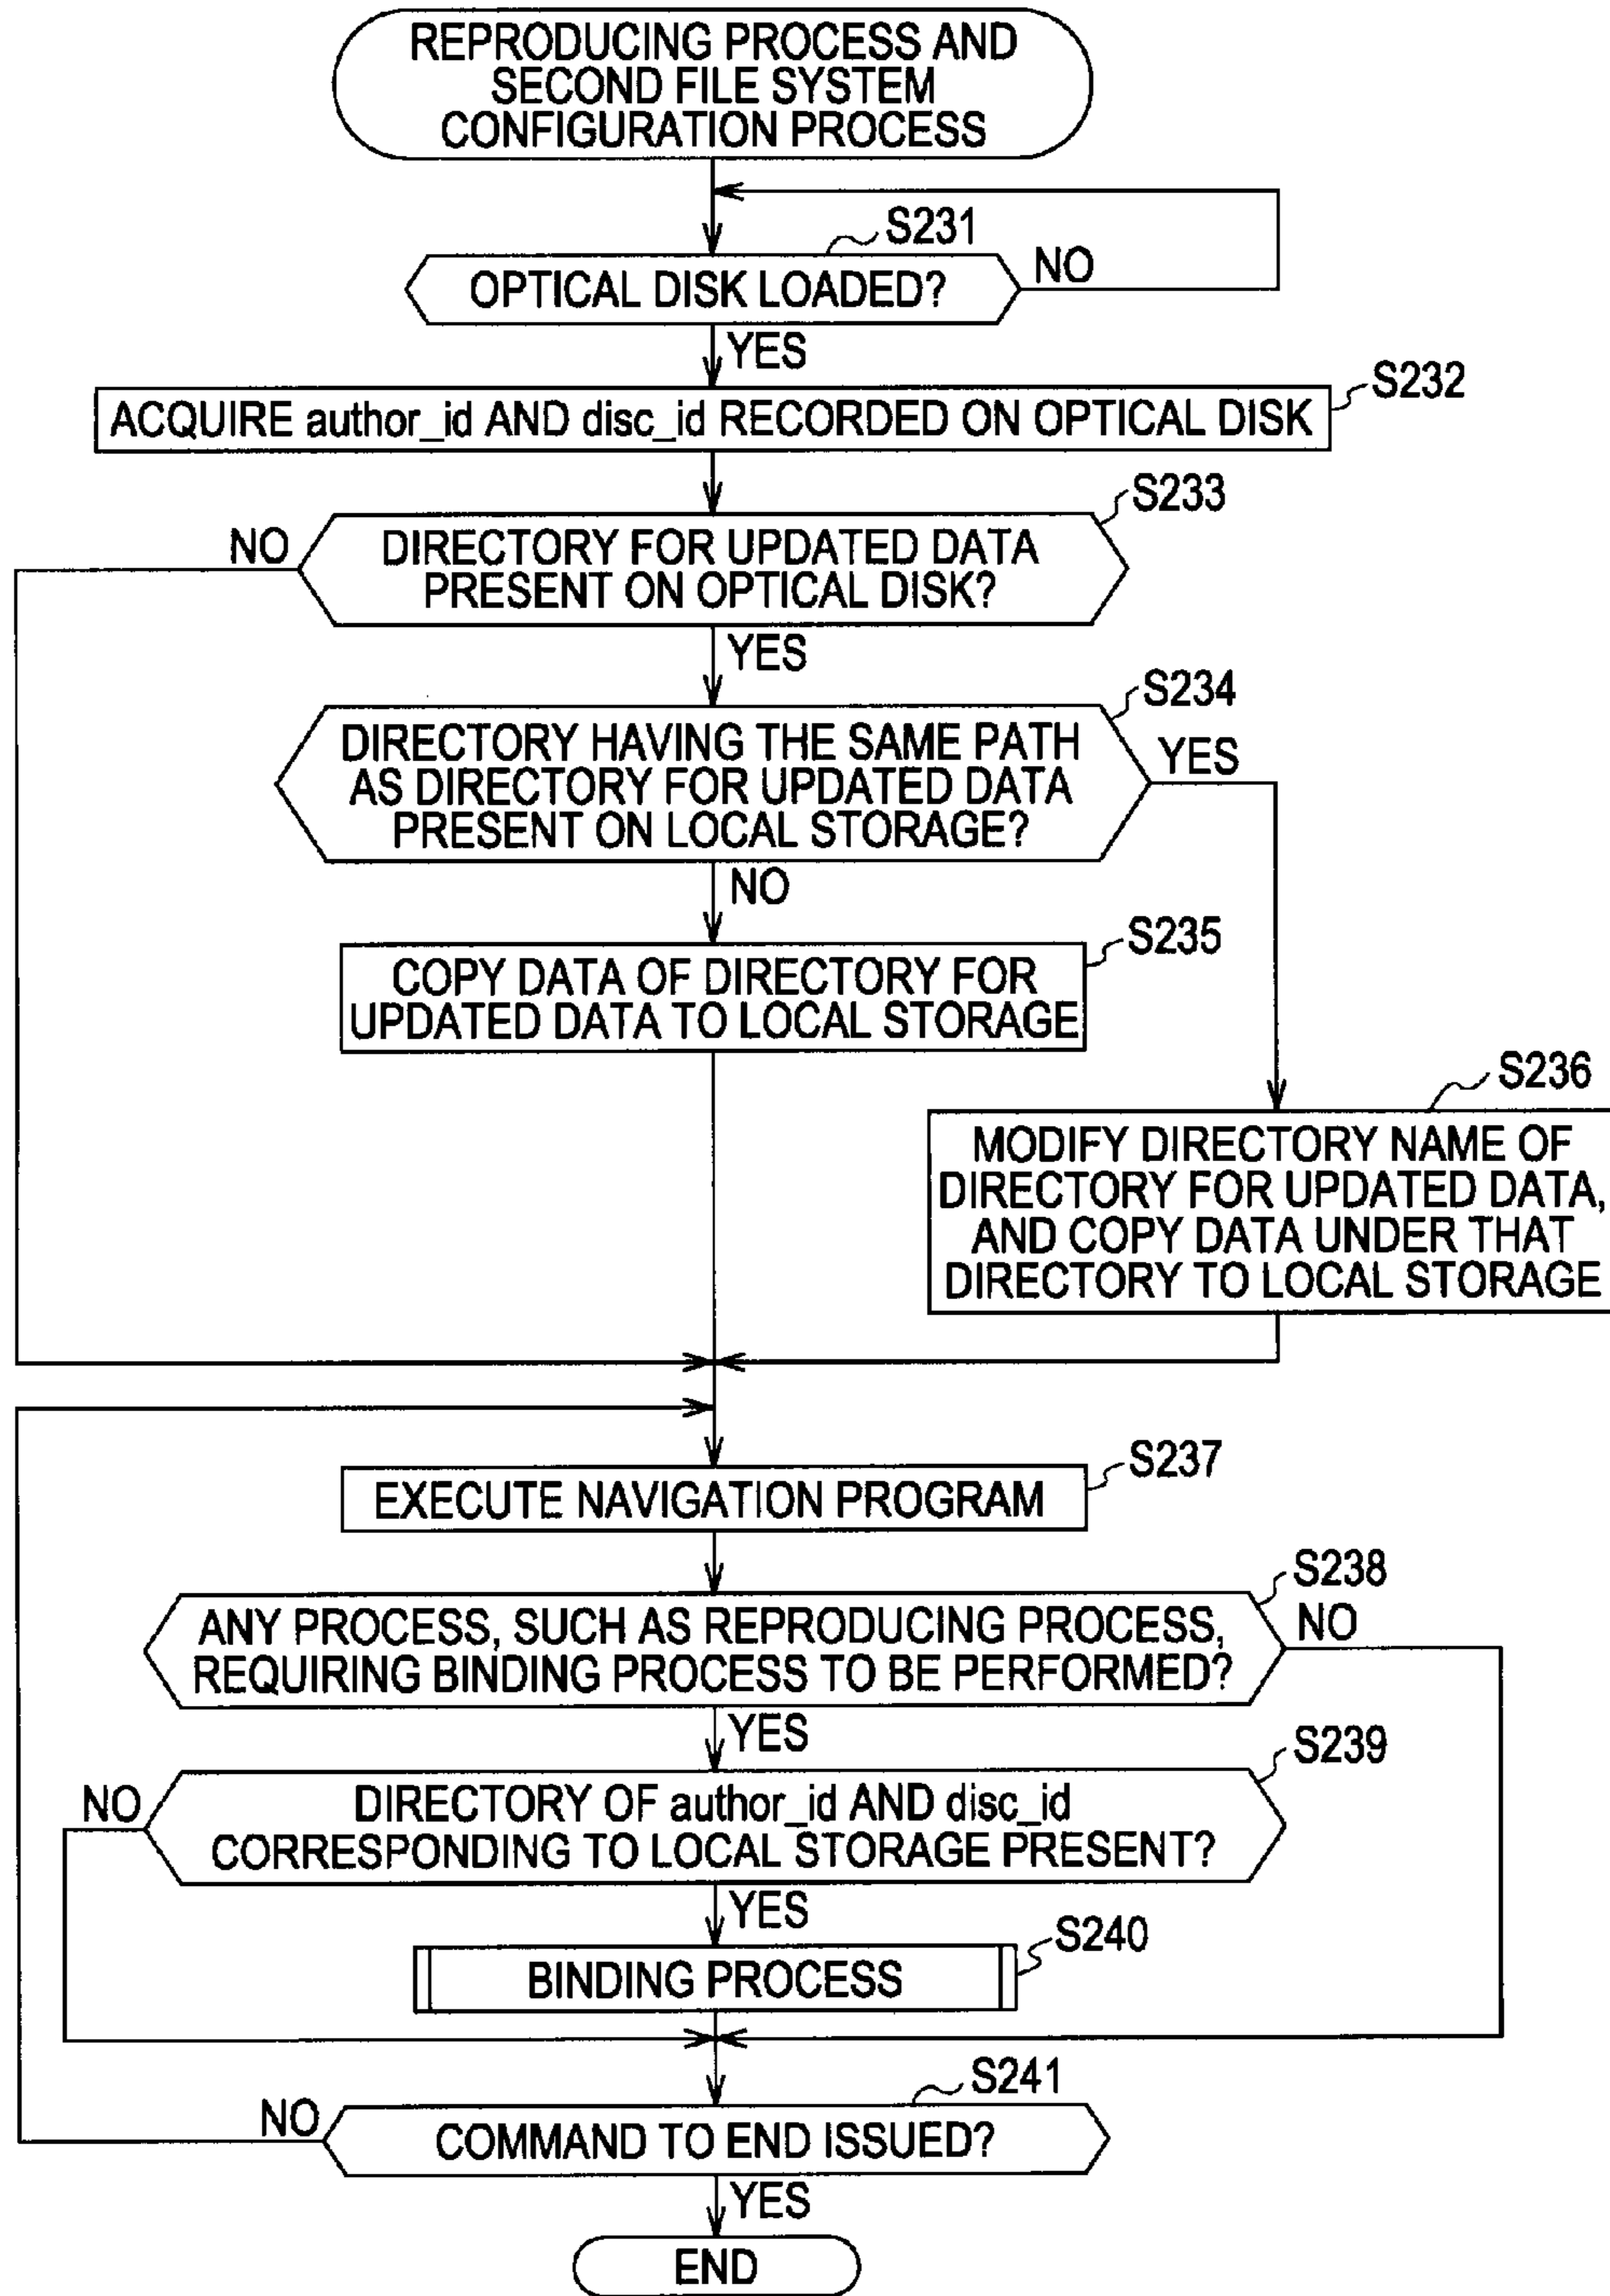 REPRODUCING PROCESS AND
SECOND FILE SYSTEM
CONFIGURATION PROCESS
S231
OPTICAL DISK LOADED?
NO
YES
S232
ACQUIRE author_id AND disc_id RECORDED ON OPTICAL DISK
S233
NO
DIRECTORY FOR UPDATED DATA
PRESENT ON OPTICAL DISK?
YES
S234
DIRECTORY HAVING THE SAME PATH
AS DIRECTORY FOR UPDATED DATA
PRESENT ON LOCAL STORAGE?
YES
NO
S235
COPY DATA OF DIRECTORY FOR
UPDATED DATA TO LOCAL STORAGE
S236
MODIFY DIRECTORY NAME OF
DIRECTORY FOR UPDATED DATA,
AND COPY DATA UNDER THAT
DIRECTORY TO LOCAL STORAGE
S237
EXECUTE NAVIGATION PROGRAM
S238
ANY PROCESS, SUCH AS REPRODUCING PROCESS,
REQUIRING BINDING PROCESS TO BE PERFORMED?
NO
YES
S239
NO
DIRECTORY OF author_id AND disc_id
CORRESPONDING TO LOCAL STORAGE PRESENT?
YES
S240
BINDING PROCESS
S241
NO
COMMAND TO END ISSUED?
YES
END